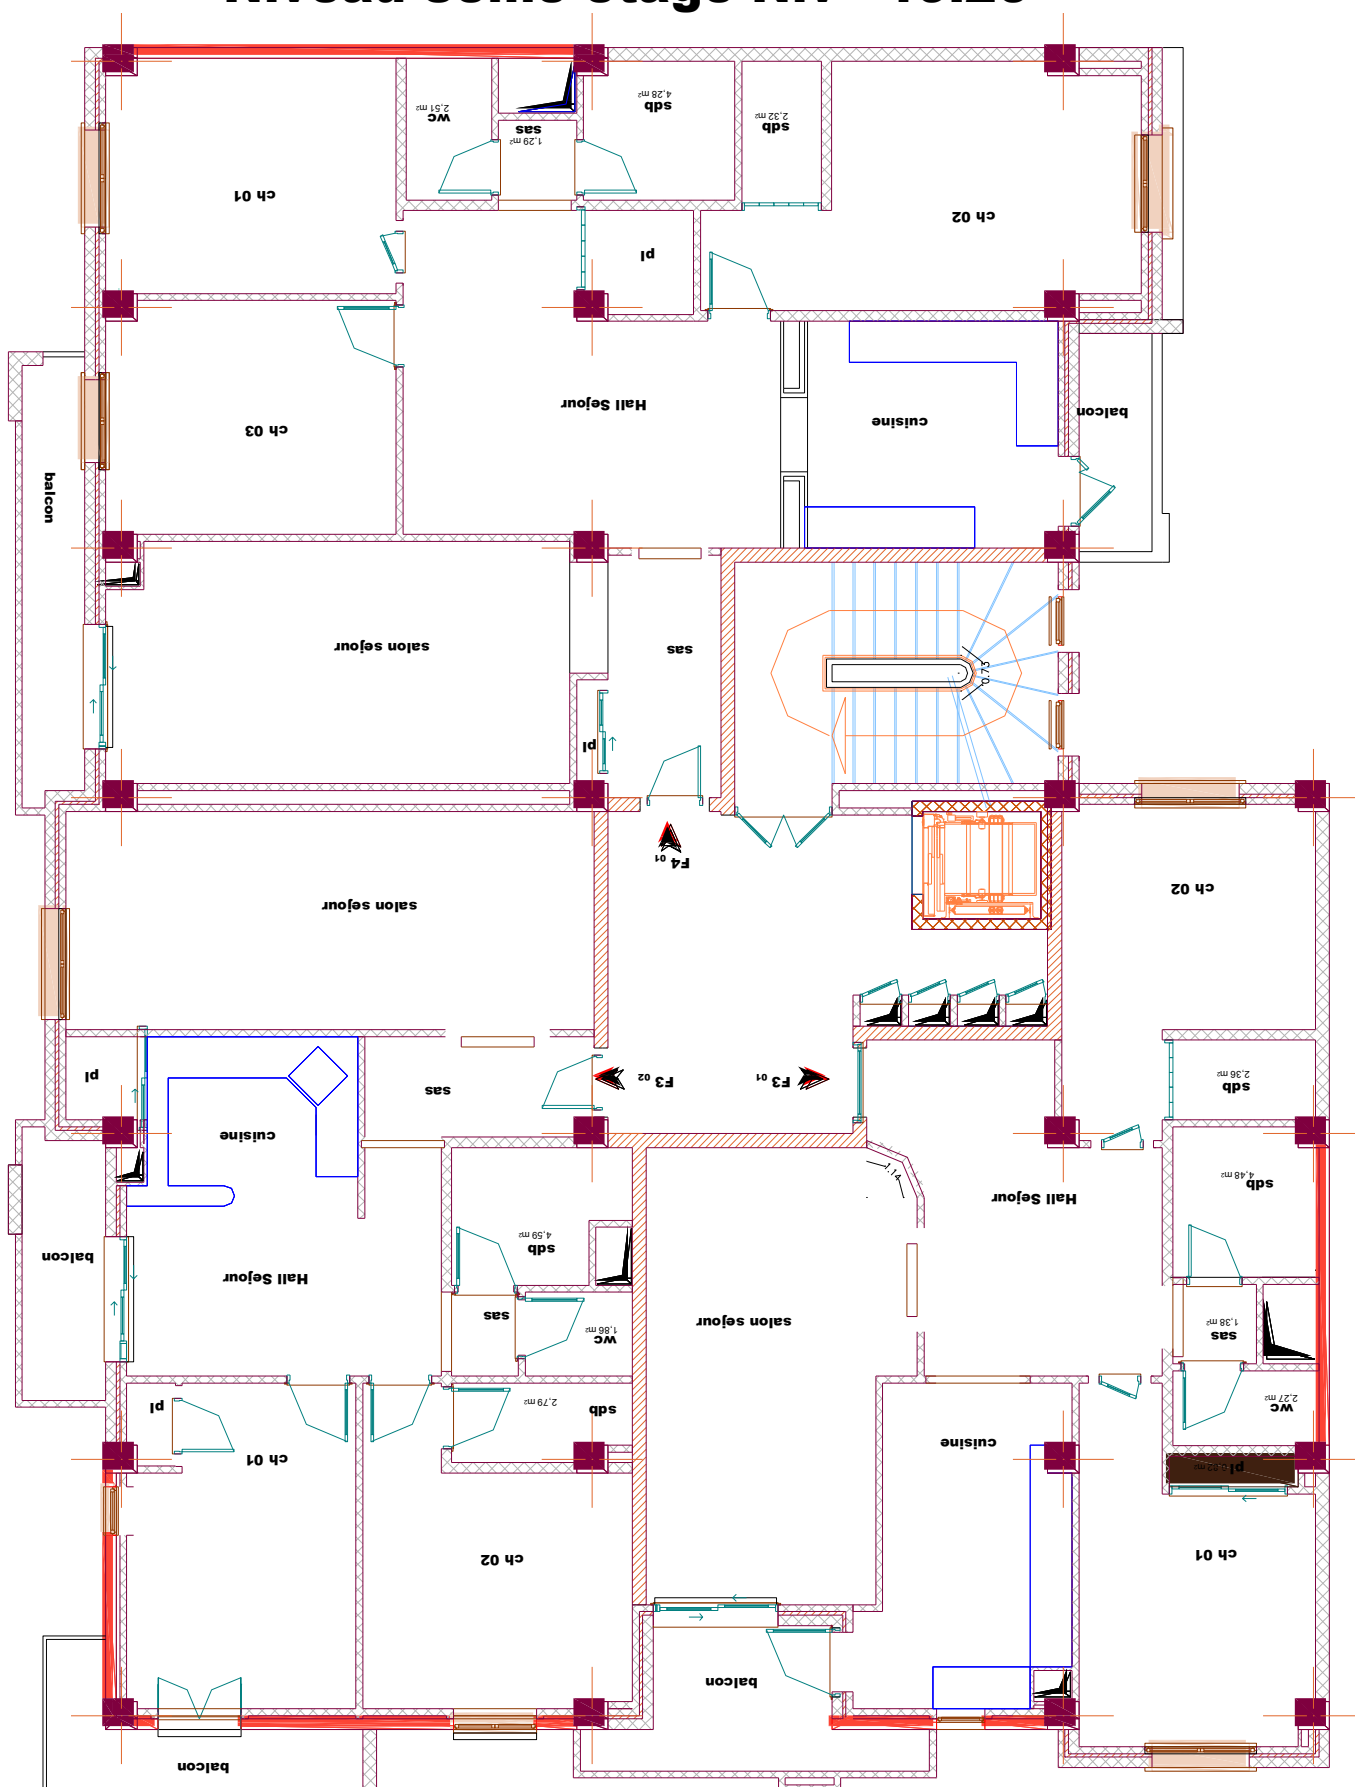 wc
2,51 m²
sas
1,29 m²
sdb
4,28 m²
sdb
2,32 m²
ch 01
ch 02
pl
ch 03
Hall Sejour
cuisine
balcon
balcon
salon sejour
sas
0.73
pl
F4 01
salon sejour
ch 02
pl
sas
F3 02
F3 01
sdb
2,36 m²
cuisine
1.14
sdb
4,48 m²
Hall Sejour
balcon
Hall Sejour
sdb
4,59 m²
sas
wc
1,86 m²
salon sejour
sas
1,38 m²
pl
sdb
2,79 m²
wc
2,27 m²
ch 01
cuisine
pl
ch 02
ch 01
balcon
balcon